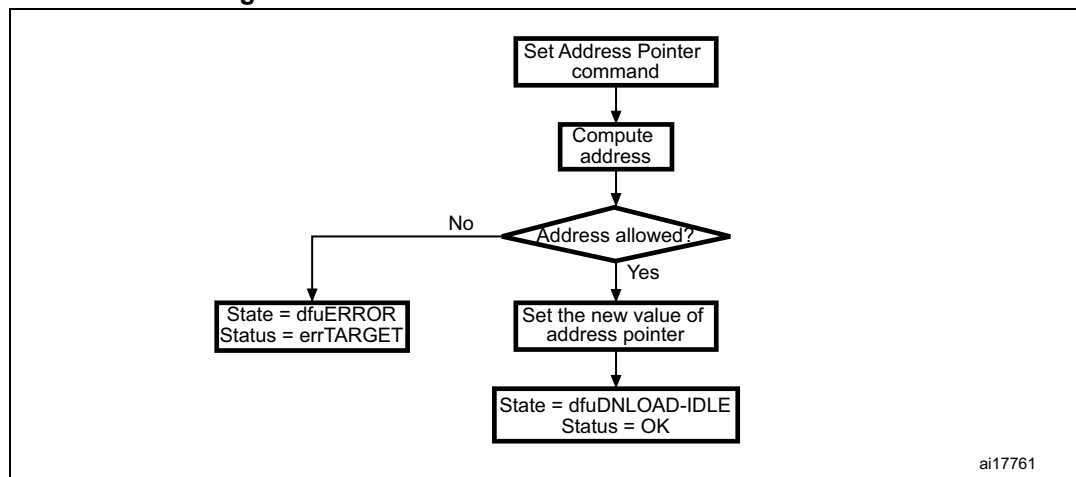 Set Address Pointer
command
Compute
address
Address allowed?
No
Yes
State = dfuERROR
Status = errTARGET
Set the new value of
address pointer
State = dfuDNLOAD-IDLE
Status = OK
ai17761